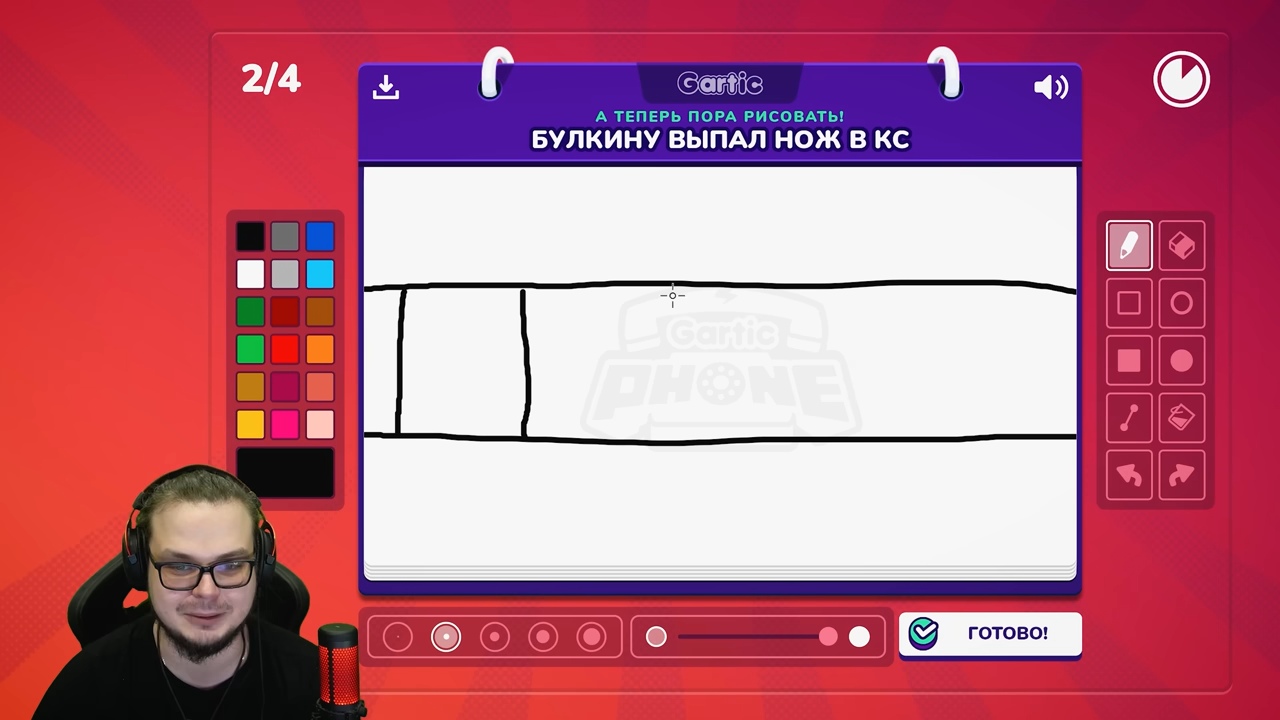 2/4
Gartic
А ТЕПЕРЬ ПОРА РИСОВАТЬ!
БУЛКИНУ ВЫПАЛ НОЖ В КС
Gartic
PHONE
ГОТОВО!